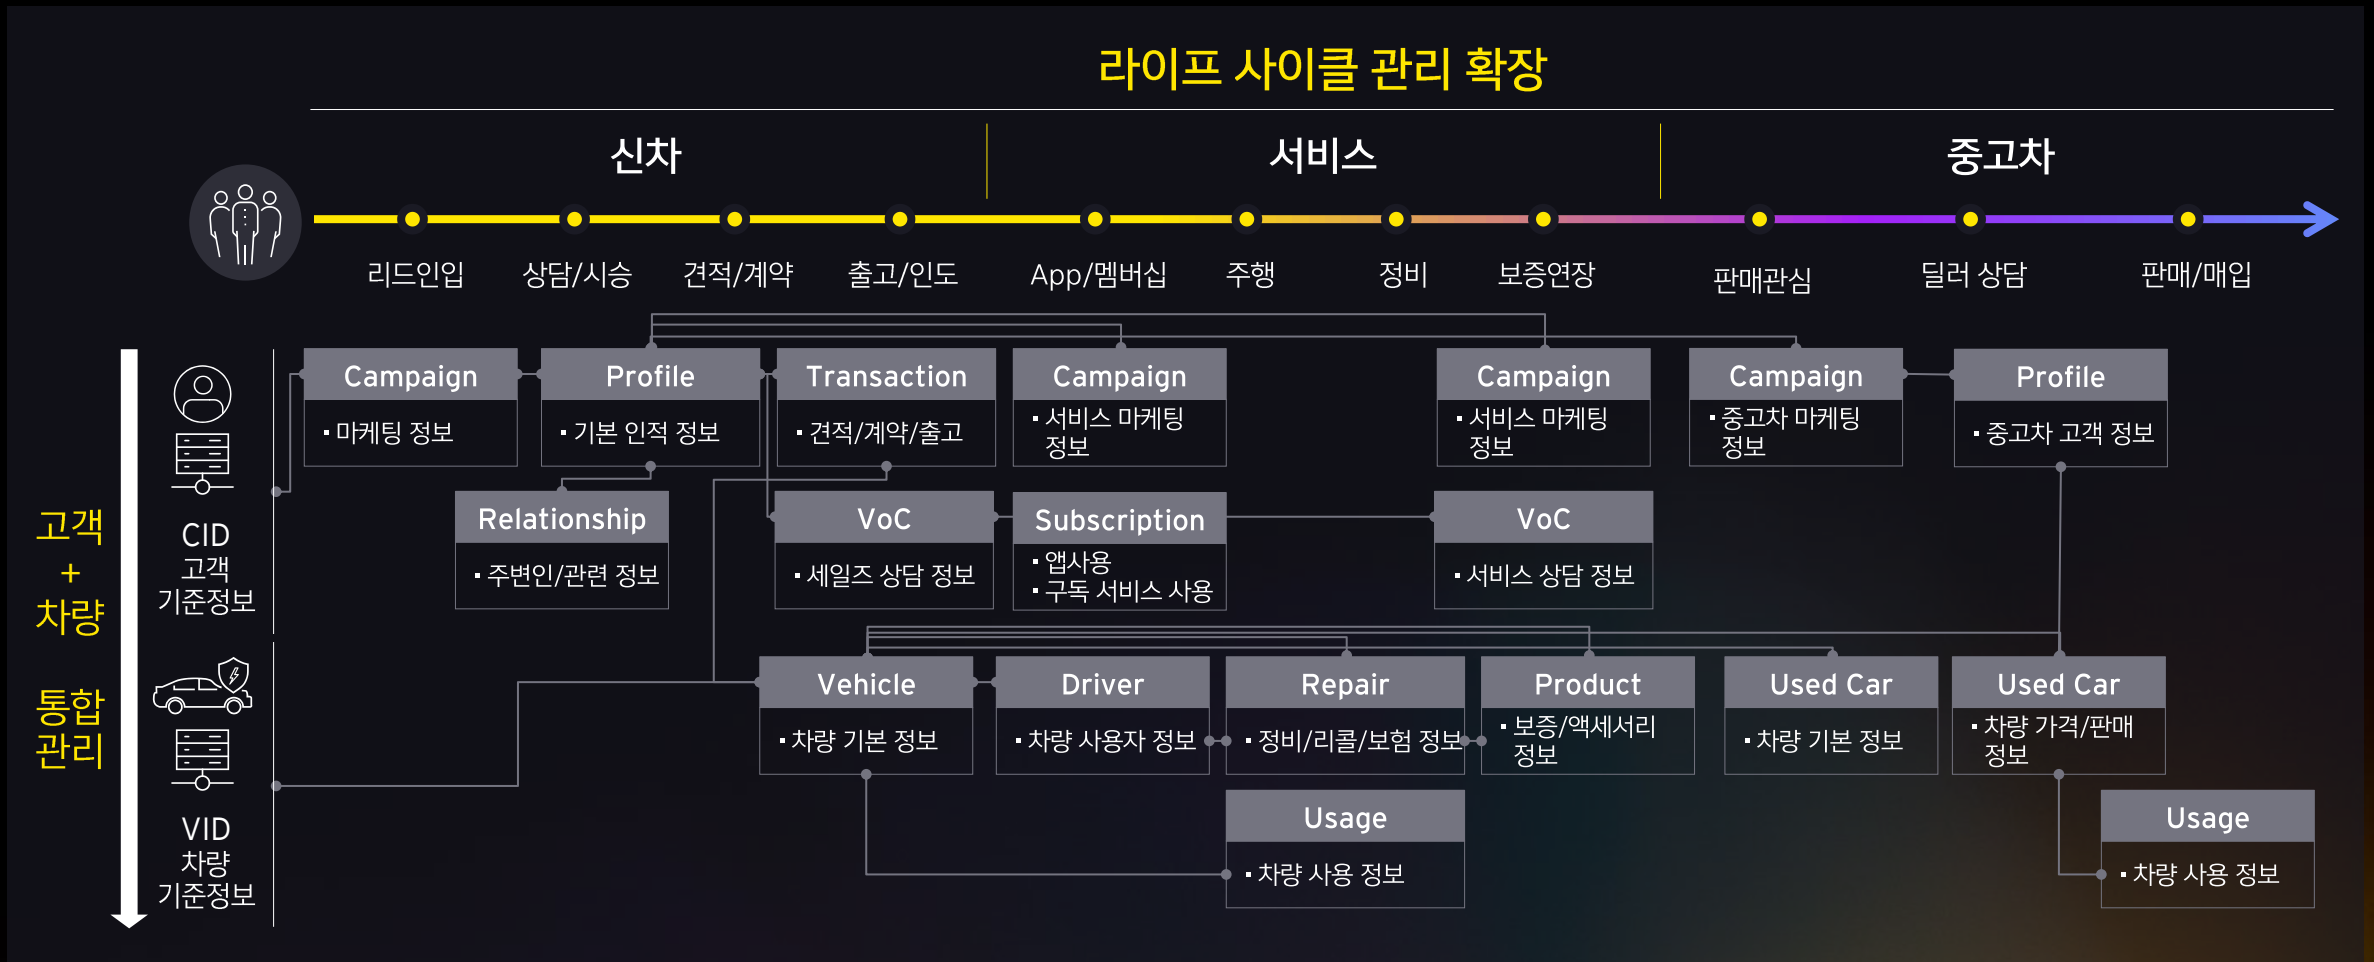 라이프 사이클 관리 확장
신차
서비스
중고차
리드인입
상담/시승
견적/계약
출고/인도
App/멤버십
주행
정비
보증연장
판매관심
딜러 상담
판매/매입
고객
+
차량
통합
관리
CID
고객
기준정보
Campaign
▪ 마케팅 정보
Profile
▪ 기본 인적 정보
Transaction
▪ 견적/계약/출고
Campaign
▪ 서비스 마케팅
정보
Campaign
▪ 서비스 마케팅
정보
Campaign
▪ 중고차 마케팅
정보
Profile
▪ 중고차 고객 정보
Relationship
▪ 주변인/관련 정보
VoC
▪ 세일즈 상담 정보
Subscription
▪ 앱사용
▪ 구독 서비스 사용
VoC
▪ 서비스 상담 정보
VID
차량
기준정보
Vehicle
▪ 차량 기본 정보
Driver
▪ 차량 사용자 정보
Repair
▪ 정비/리콜/보험 정보
Product
▪ 보증/액세서리
정보
Used Car
▪ 차량 기본 정보
Used Car
▪ 차량 가격/판매
정보
Usage
▪ 차량 사용 정보
Usage
▪ 차량 사용 정보